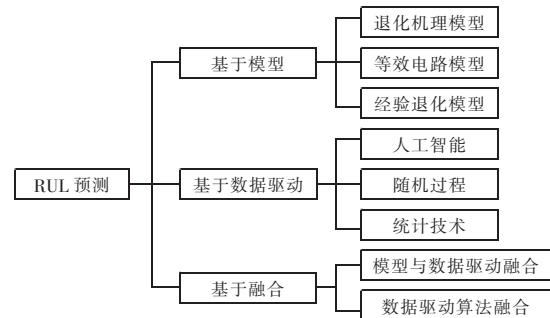 退化机理模型
基于模型
等效电路模型
经验退化模型
人工智能
RUL 预测
基于数据驱动
随机过程
统计技术
模型与数据驱动融合
基于融合
数据驱动算法融合